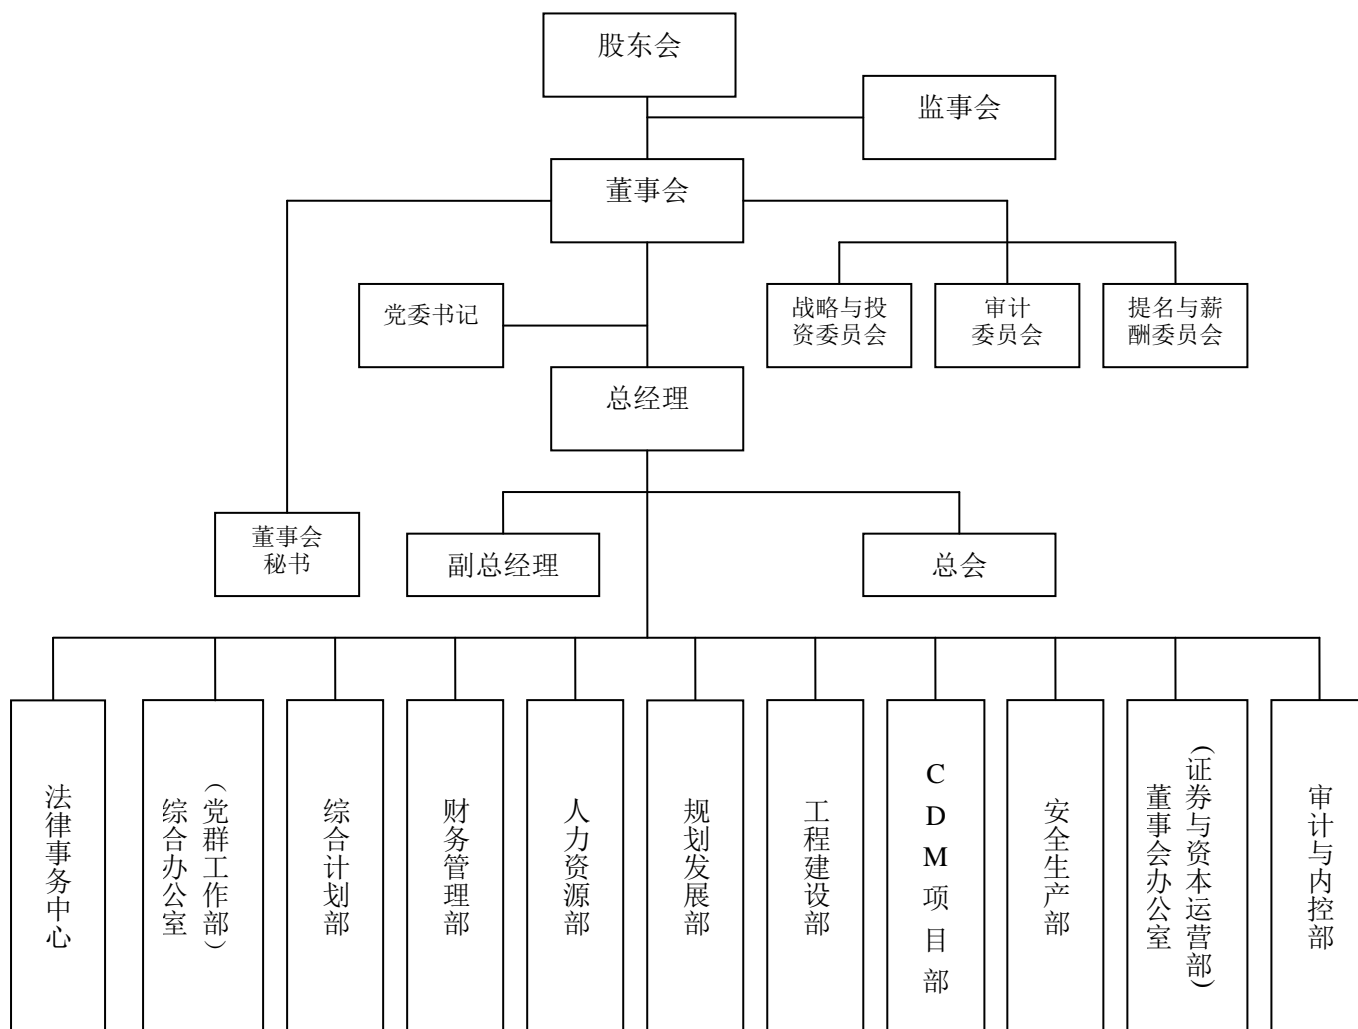 股东会
监事会
董事会
党委书记
战略与投
资委员会
审计
委员会
提名与薪
酬委员会
总经理
董事会
秘书
副总经理
总会
法律事务中心
综合办公室
（党群工作部）
综合计划部
财务管理部
人力资源部
规划发展部
工程建设部
CDM项目部
安全生产部
董事会办公室
（证券与资本运营部）
审计与内控部